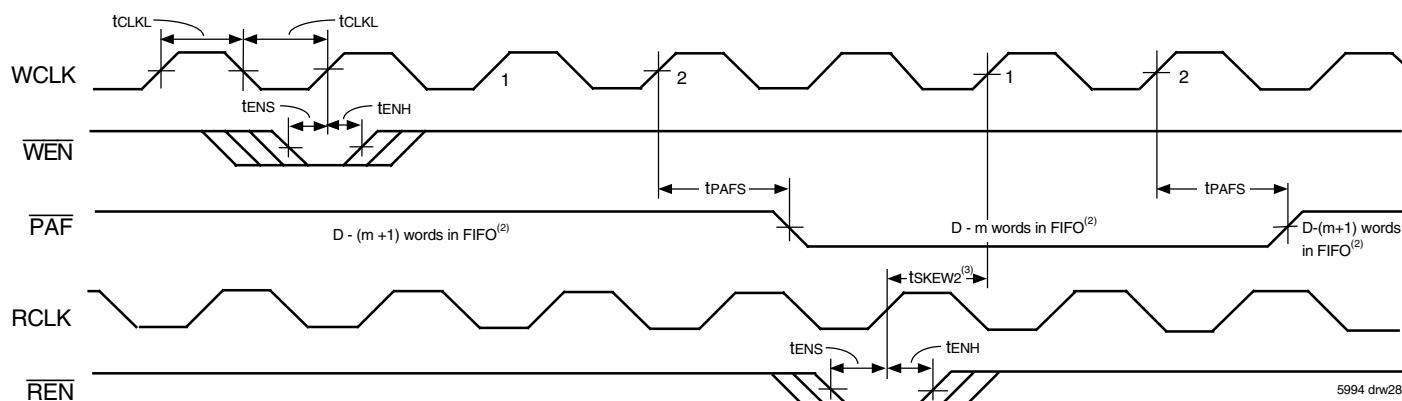 tCLKL tCLKL
WCLK 1 2 1 2
tENS tENH
WEN
tPAFS tPAFS
PAF
D - (m +1) words in FIFO(2) D - m words in FIFO(2) D-(m+1) words
in FIFO(2)
tSKEW2(3)
RCLK
tENS tENH
REN
5994 drw28